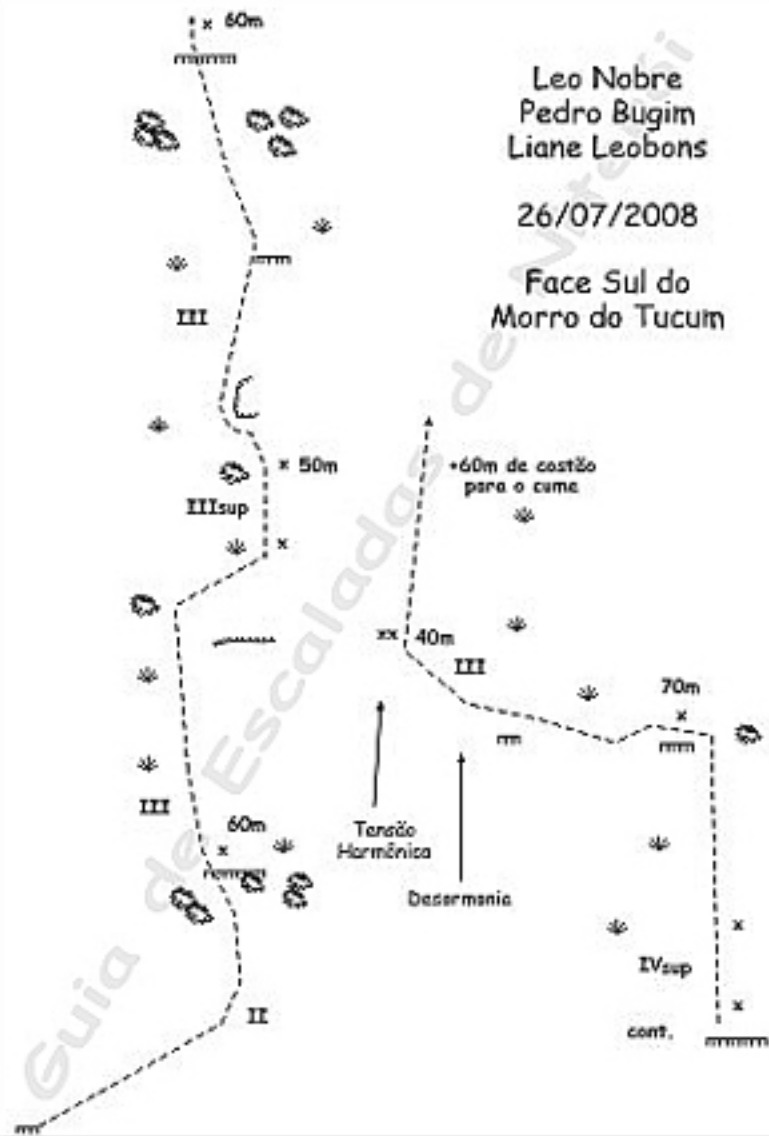 x 60m
Leo Nobre
Pedro Bugim
Liane Leobons
26/07/2008
Face Sul do
Morro do Tucum
III
x 50m
+60m de costão
para o cume
IIIsup
x
xx 40m
III
70m
x
III
60m
x
Tensão
Harmônica
Desarmonia
x
IVsup
x
II
cont.
Guia de Escaladas de Niterói